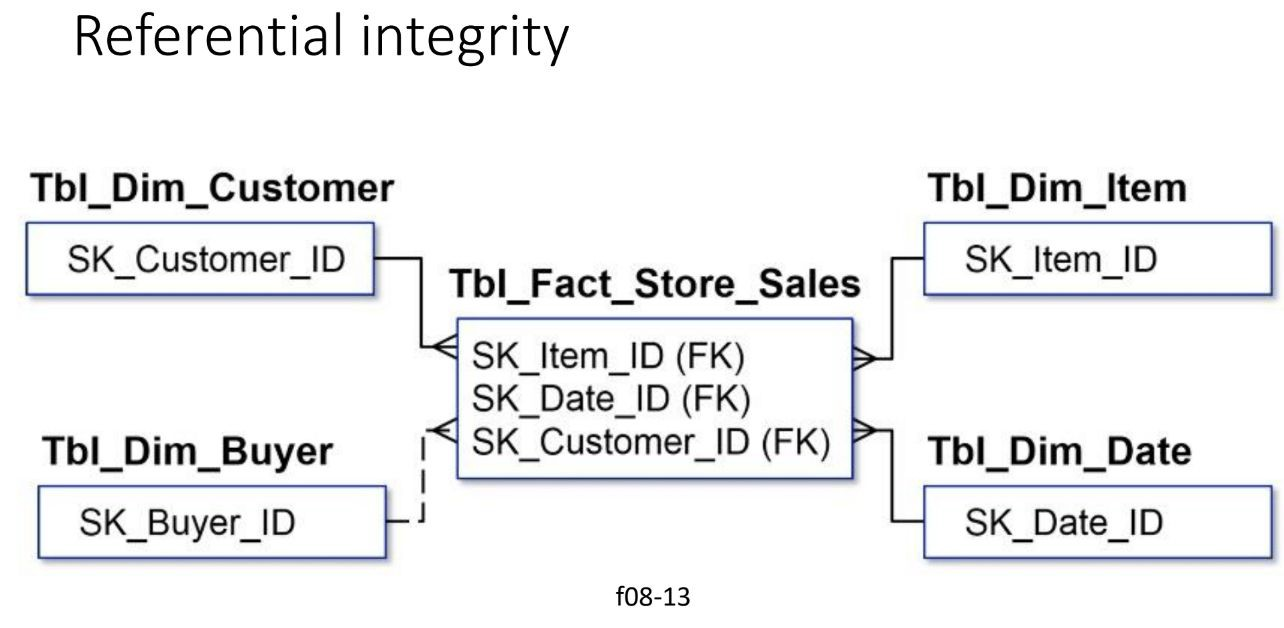 Referential integrity
Tbl_Dim_Customer
SK_Customer_ID
Tbl_Dim_Item
SK_Item_ID
Tbl_Fact_Store_Sales
SK_Item_ID (FK)
SK_Date_ID (FK)
SK_Customer_ID (FK)
Tbl_Dim_Buyer
SK_Buyer_ID
Tbl_Dim_Date
SK_Date_ID
f08-13